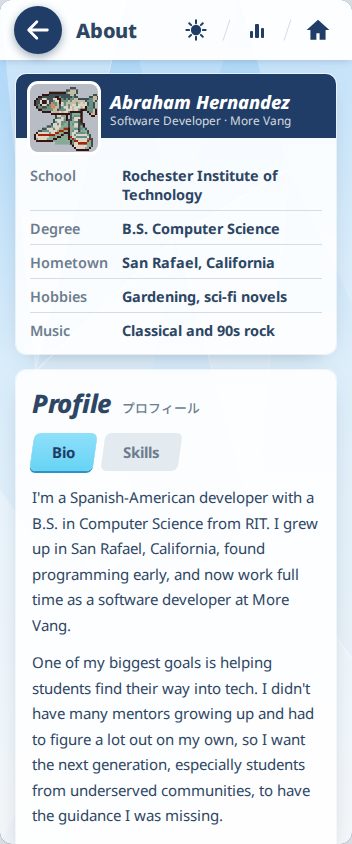 About
Abraham Hernandez
Software Developer · More Vang
School Rochester Institute of
Technology
Degree B.S. Computer Science
Hometown San Rafael, California
Hobbies Gardening, sci-fi novels
Music Classical and 90s rock
Profile プロフィール
Bio Skills
I'm a Spanish-American developer with a
B.S. in Computer Science from RIT. I grew
up in San Rafael, California, found
programming early, and now work full
time as a software developer at More
Vang.
One of my biggest goals is helping
students find their way into tech. I didn't
have many mentors growing up and had
to figure a lot out on my own, so I want
the next generation, especially students
from underserved communities, to have
the guidance I was missing.